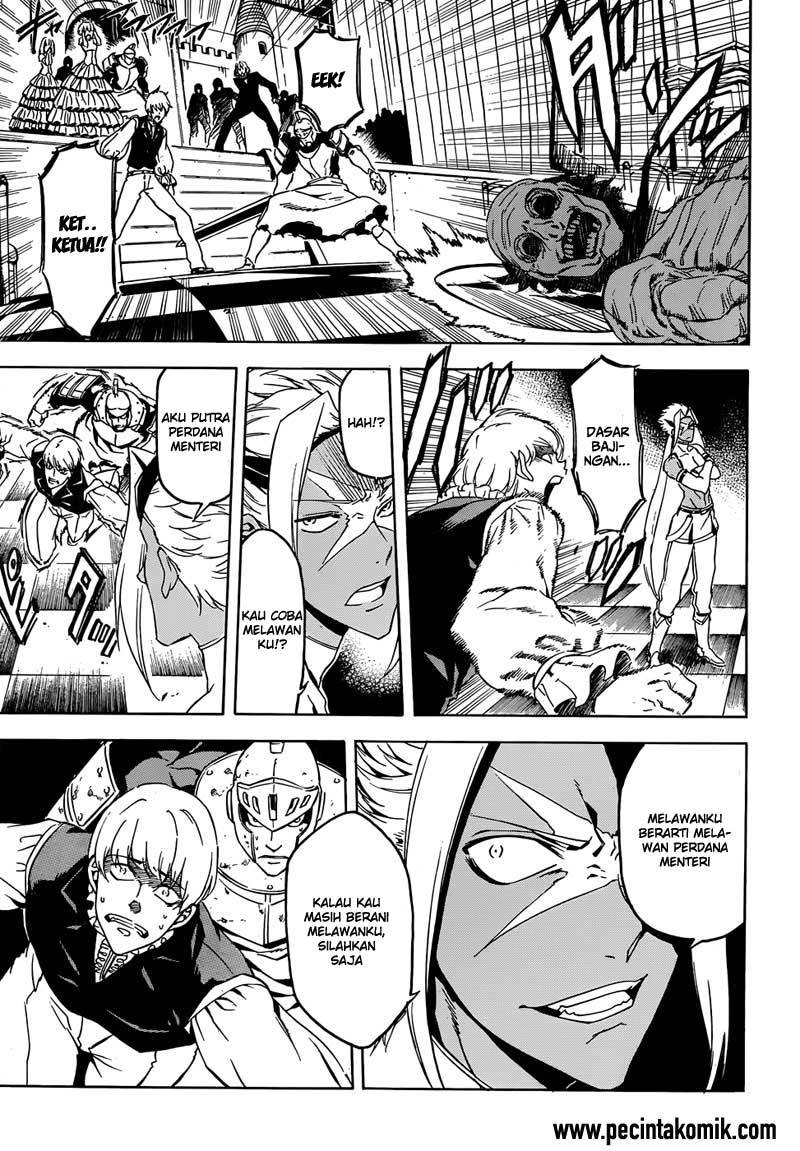 EEK!
KET..
KETUA!!
DASAR
BAJI-
NGAN...
HAH!?
KAU COBA
MELAWAN
KU!?
AKU PUTRA
PERDANA
MENTERI
MELAWANKU
BERARTI MELA-
WAN PERDANA
MENTERI
KALAU KAU
MASIH BERANI
MELAWANKU,
SILAHKAN
SAJA
www.pecintakomik.com